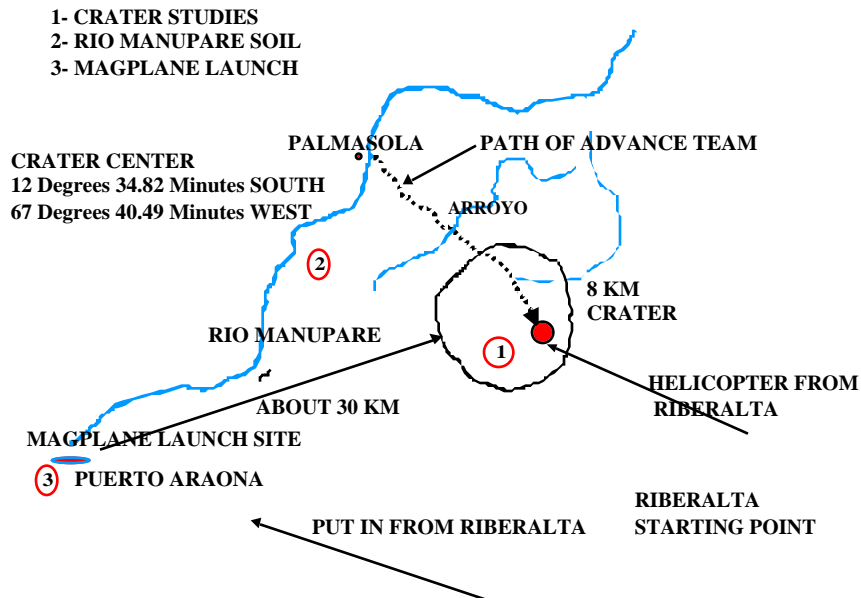 1- CRATER STUDIES
2- RIO MANUPARE SOIL
3- MAGPLANE LAUNCH
PALMASOLA
PATH OF ADVANCE TEAM
CRATER CENTER
12 Degrees 34.82 Minutes SOUTH
67 Degrees 40.49 Minutes WEST
ARROYO
2
8 KM
CRATER
RIO MANUPARE
1
HELICOPTER FROM
RIBERALTA
ABOUT 30 KM
MAGPLANE LAUNCH SITE
3 PUERTO ARAONA
RIBERALTA
STARTING POINT
PUT IN FROM RIBERALTA